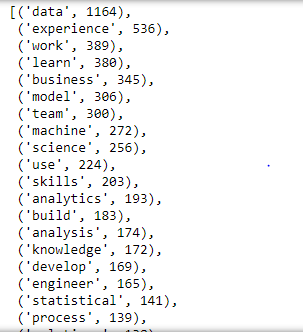 [('data', 1164),
('experience', 536),
('work', 389),
('learn', 380),
('business', 345),
('model', 306),
('team', 300),
('machine', 272),
('science', 256),
('use', 224),
('skills', 203),
('analytics', 193),
('build', 183),
('analysis', 174),
('knowledge', 172),
('develop', 169),
('engineer', 165),
('statistical', 141),
('process', 139),